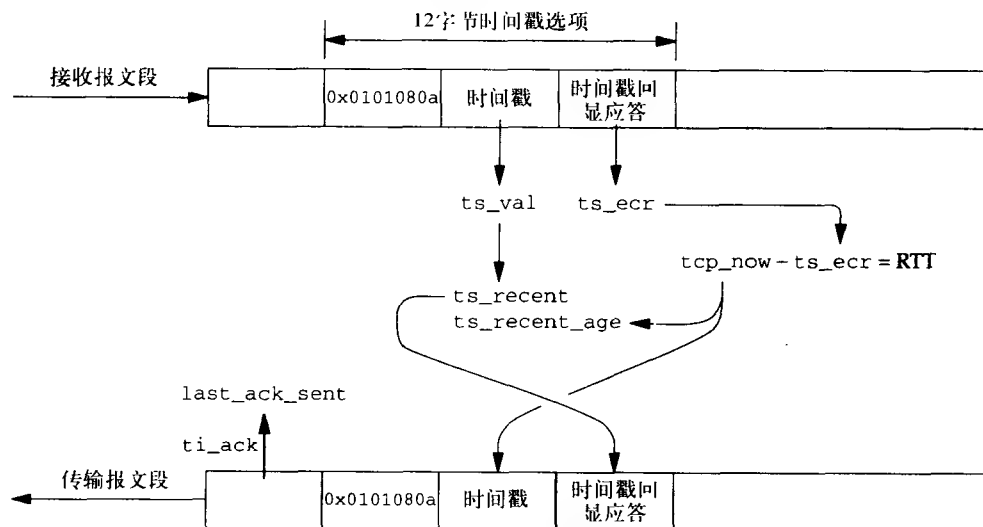 12字节时间戳选项
接收报文段
0x0101080a
时间戳
时间戳回
显应答
ts_val
ts_ecr
tcp_now-ts_ecr=RTT
ts_recent
ts_recent_age
last_ack_sent
ti_ack
传输报文段
0x0101080a
时间戳
时间戳回
显应答